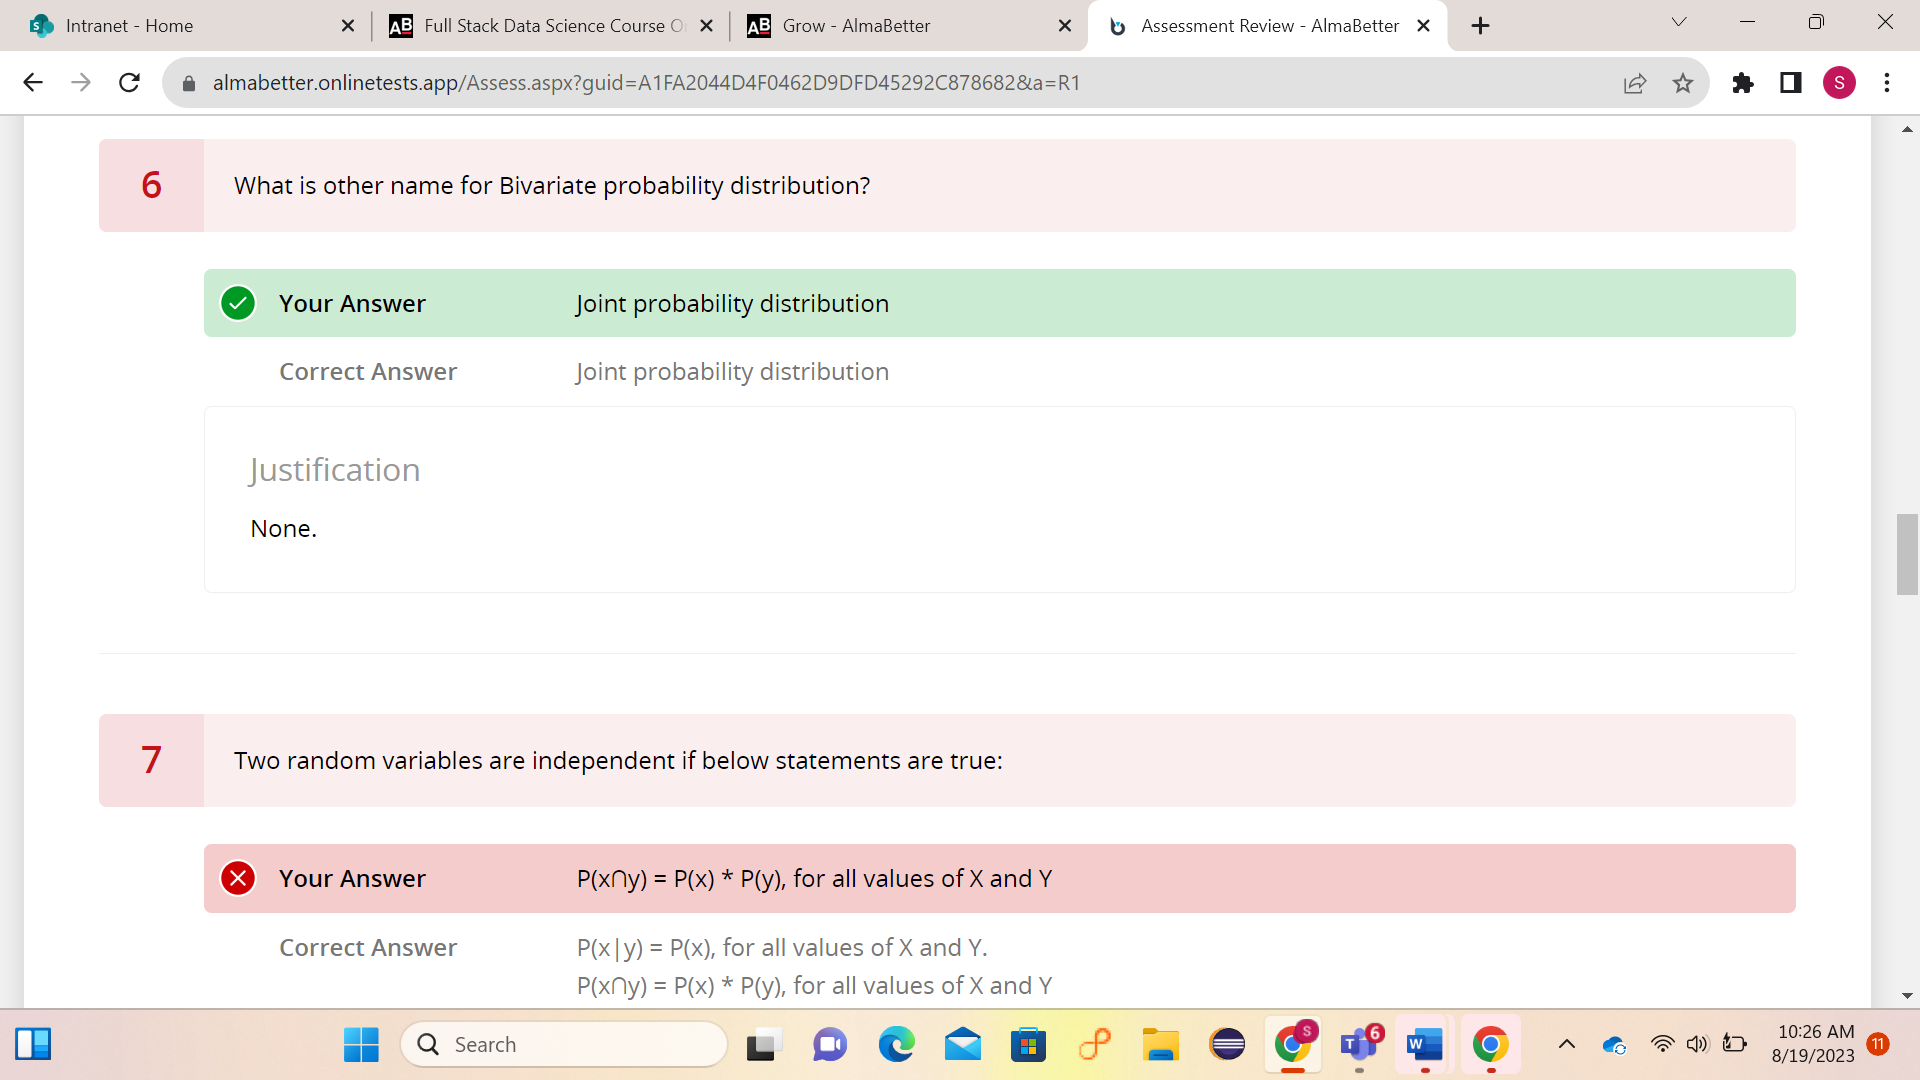 Intranet - Home
AB Full Stack Data Science Course O
AB Grow - AlmaBetter
Assessment Review - AlmaBetter
almabetter.onlinetests.app/Assess.aspx?guid=A1FA2044D4F0462D9DFD45292C878682&a=R1
S
6 What is other name for Bivariate probability distribution?
Your Answer Joint probability distribution
Correct Answer Joint probability distribution
Justification
None.
7 Two random variables are independent if below statements are true:
Your Answer P(x∩y) = P(x) * P(y), for all values of X and Y
Correct Answer P(x|y) = P(x), for all values of X and Y.
P(x∩y) = P(x) * P(y), for all values of X and Y
Search
S
T 6
W
10:26 AM
8/19/2023
11